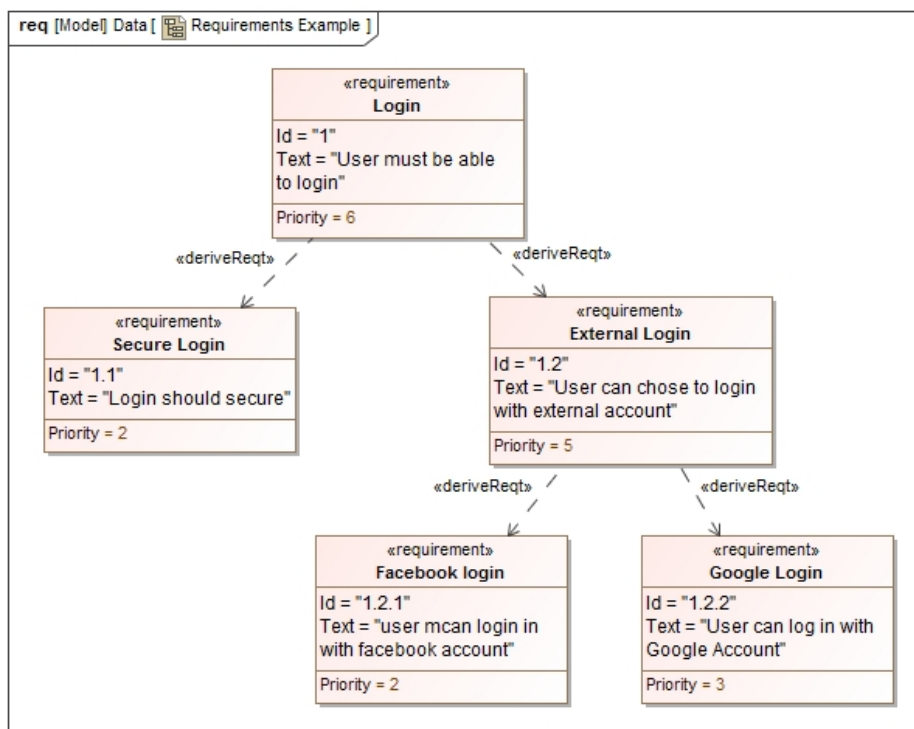 req [Model] Data [ Requirements Example ]
«requirement»
Login
Id = "1"
Text = "User must be able
to login"
Priority = 6
«deriveReqt»
«deriveReqt»
«requirement»
Secure Login
Id = "1.1"
Text = "Login should secure"
Priority = 2
«requirement»
External Login
Id = "1.2"
Text = "User can chose to login
with external account"
Priority = 5
«deriveReqt»
«deriveReqt»
«requirement»
Facebook login
Id = "1.2.1"
Text = "user mcan login in
with facebook account"
Priority = 2
«requirement»
Google Login
Id = "1.2.2"
Text = "User can log in with
Google Account"
Priority = 3